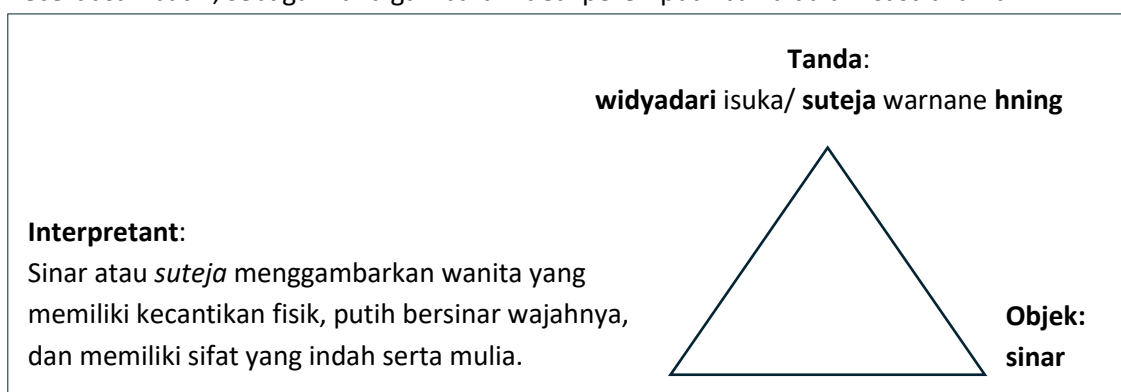 Tanda:
widyadari isuka/ suteja warnane hning
Interpretant:
Sinar atau suteja menggambarkan wanita yang
memiliki kecantikan fisik, putih bersinar wajahnya,
dan memiliki sifat yang indah serta mulia.
Objek:
sinar